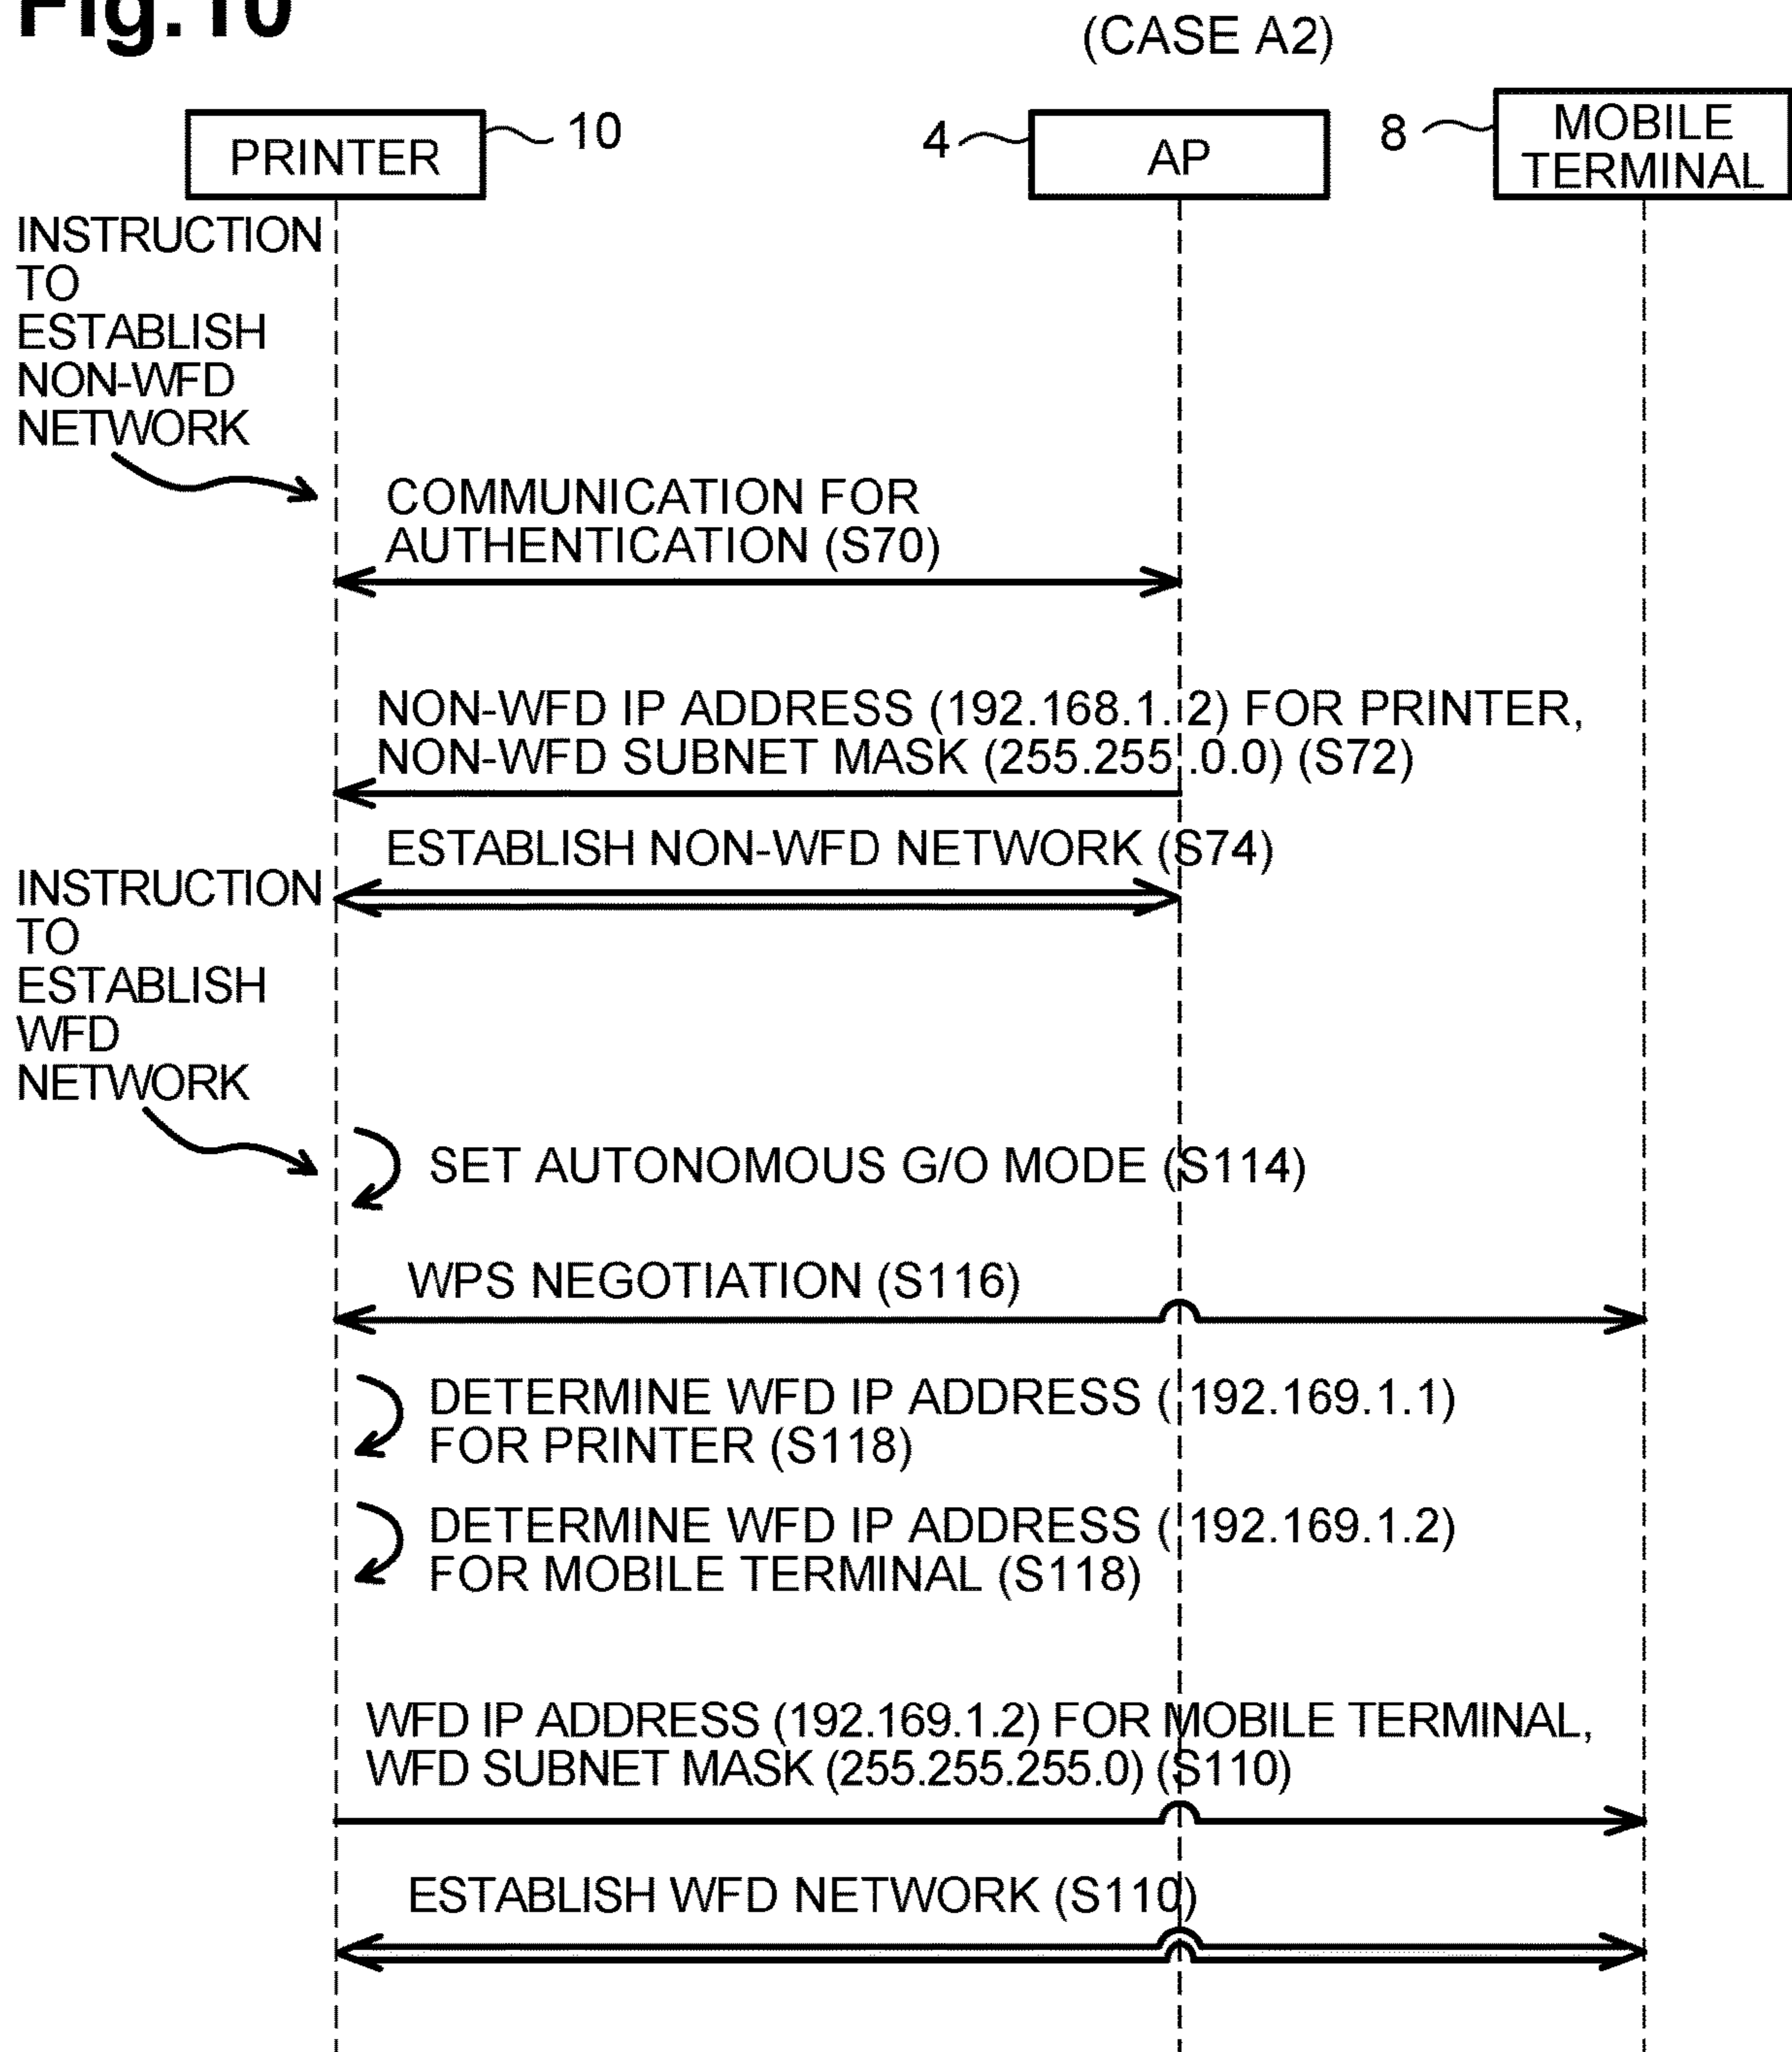 Fig.10
(CASE A2)
PRINTER
10
4
AP
8
MOBILE
TERMINAL
INSTRUCTION
TO
ESTABLISH
NON-WFD
NETWORK
COMMUNICATION FOR
AUTHENTICATION (S70)
NON-WFD IP ADDRESS (192.168.1.2) FOR PRINTER,
NON-WFD SUBNET MASK (255.255.0.0) (S72)
ESTABLISH NON-WFD NETWORK (S74)
INSTRUCTION
TO
ESTABLISH
WFD
NETWORK
SET AUTONOMOUS G/O MODE (S114)
WPS NEGOTIATION (S116)
DETERMINE WFD IP ADDRESS (192.169.1.1)
FOR PRINTER (S118)
DETERMINE WFD IP ADDRESS (192.169.1.2)
FOR MOBILE TERMINAL (S118)
WFD IP ADDRESS (192.169.1.2) FOR MOBILE TERMINAL,
WFD SUBNET MASK (255.255.255.0) (S110)
ESTABLISH WFD NETWORK (S110)